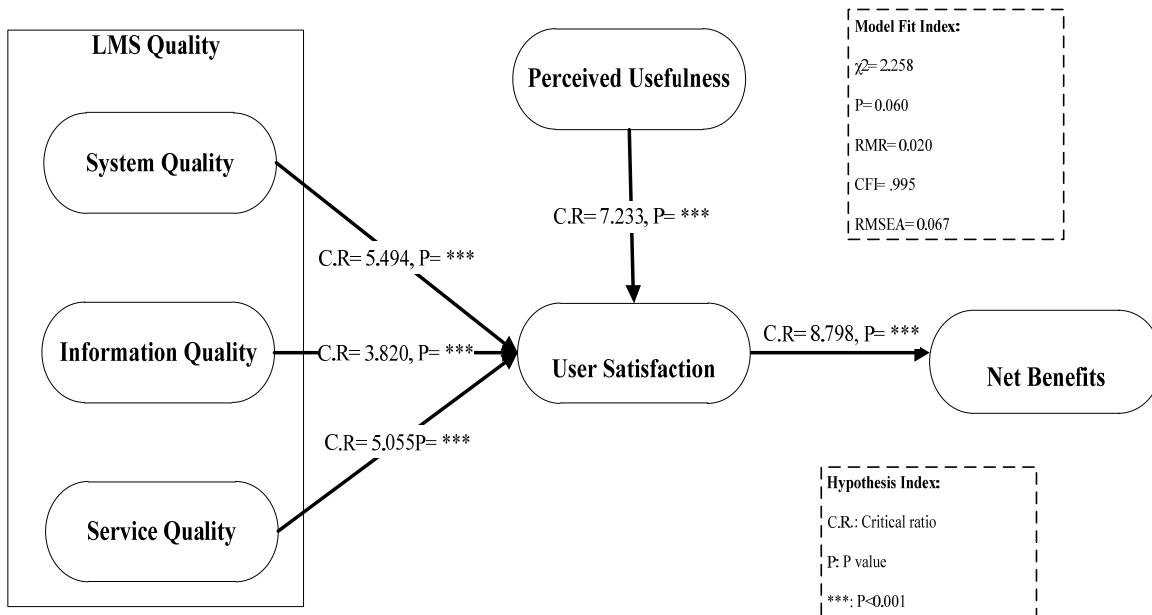 LMS Quality
System Quality
Information Quality
Service Quality
Perceived Usefulness
C.R= 7.233, P= ***
C.R= 5.494, P= ***
C.R= 3.820, P= ***
C.R= 5.055P= ***
User Satisfaction
C.R= 8.798, P= ***
Net Benefits
Model Fit Index:
χ2= 2.258
P= 0.060
RMR= 0.020
CFI= .995
RMSEA= 0.067
Hypothesis Index:
C.R.: Critical ratio
P: P value
***: P<0.001